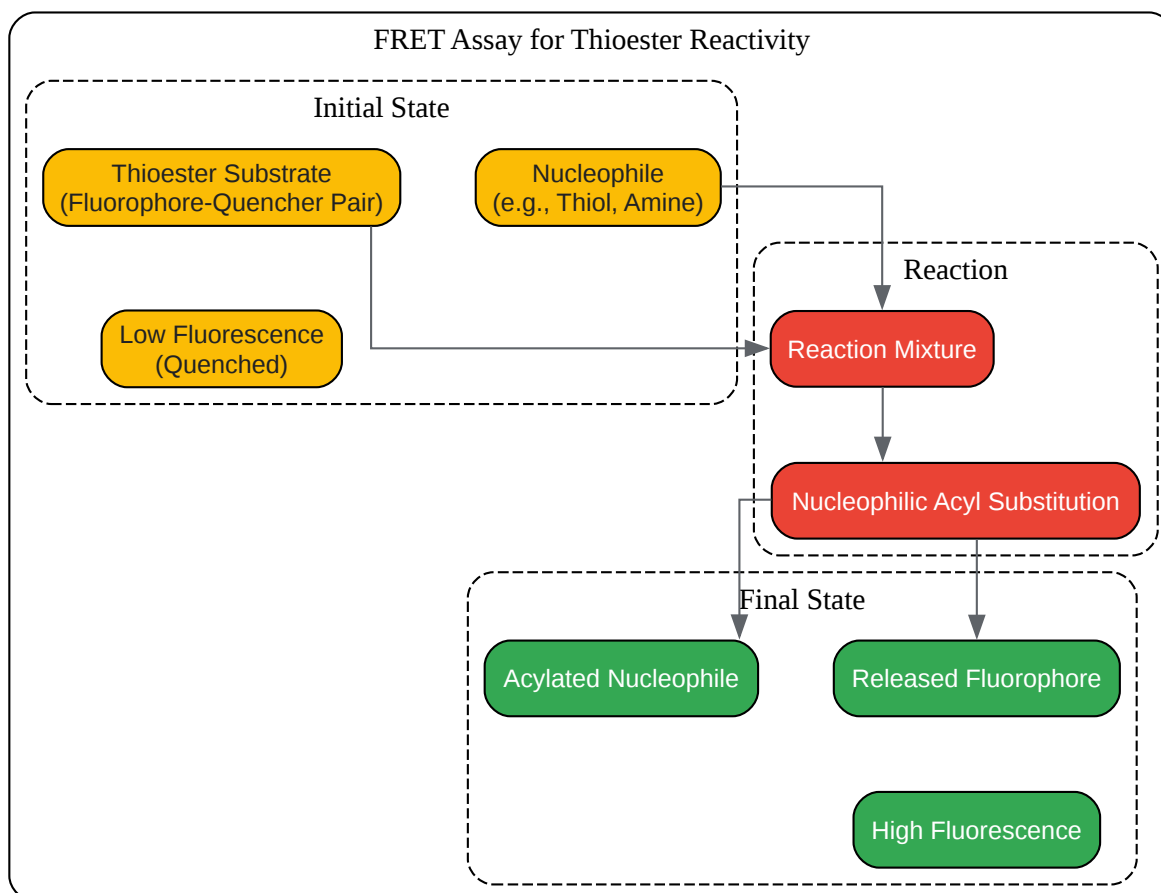 FRET Assay for Thioester Reactivity
Initial State
Thioester Substrate
(Fluorophore-Quencher Pair)
Nucleophile
(e.g., Thiol, Amine)
Low Fluorescence
(Quenched)
Reaction
Reaction Mixture
Nucleophilic Acyl Substitution
Final State
Acylated Nucleophile
Released Fluorophore
High Fluorescence